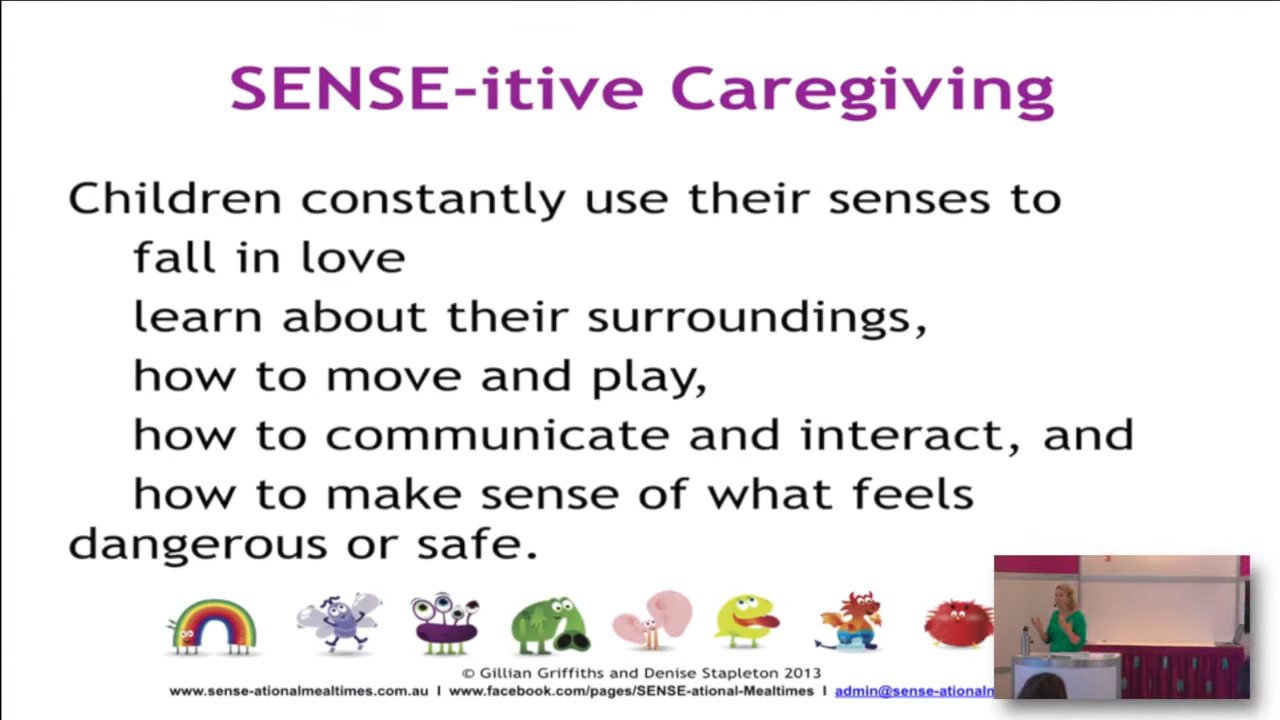 SENSE-itive Caregiving
Children constantly use their senses to
fall in love
learn about their surroundings,
how to move and play,
how to communicate and interact, and
how to make sense of what feels
dangerous or safe.
© Gillian Griffiths and Denise Stapleton 2013
www.sense-ationalmealtimes.com.au I www.facebook.com/pages/SENSE-ational-Mealtimes I admin@sense-ationaln